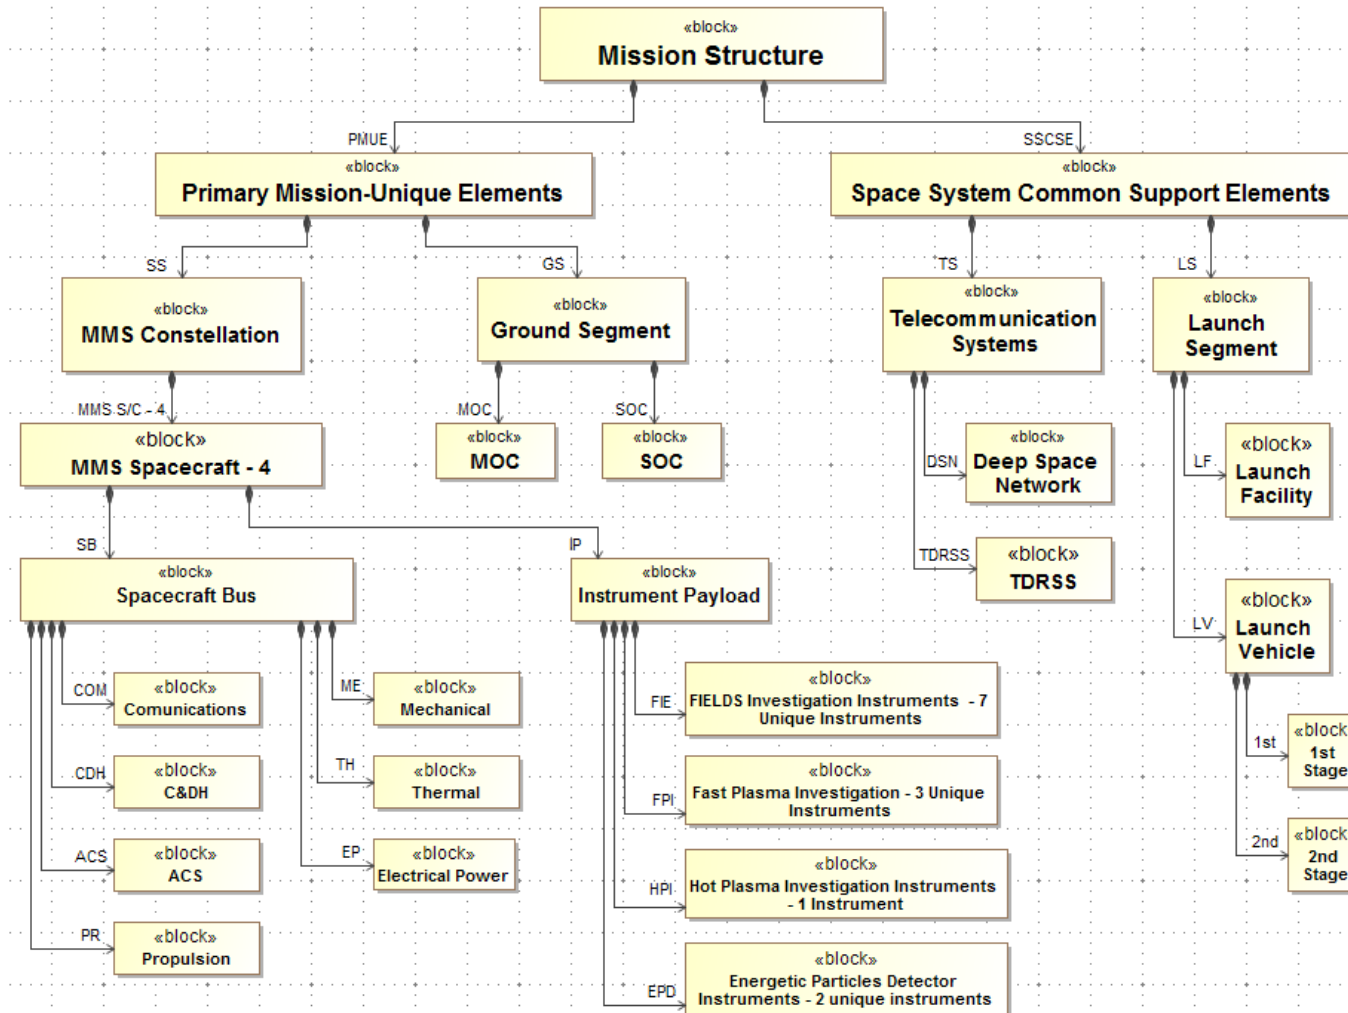 «block»
Mission Structure
PMUE
SSCSE
«block»
Primary Mission-Unique Elements
«block»
Space System Common Support Elements
SS
GS
TS
LS
«block»
MMS Constellation
«block»
Ground Segment
«block»
Telecommunication
Systems
«block»
Launch
Segment
MMS S/C - 4
MOC
SOC
«block»
MMS Spacecraft - 4
«block»
MOC
«block»
SOC
DSN
«block»
Deep Space
Network
LF
«block»
Launch
Facility
SB
IP
TDRSS
«block»
TDRSS
«block»
Spacecraft Bus
«block»
Instrument Payload
LV
«block»
Launch
Vehicle
COM
«block»
Comunications
ME
«block»
Mechanical
FIE
«block»
FIELDS Investigation Instruments - 7
Unique Instruments
1st
«block
1st
Stage
CDH
«block»
C&DH
TH
«block»
Thermal
FPI
«block»
Fast Plasma Investigation - 3 Unique
Instruments
2nd
«block
2nd
Stage
ACS
«block»
ACS
EP
«block»
Electrical Power
HPI
«block»
Hot Plasma Investigation Instruments
- 1 Instrument
PR
«block»
Propulsion
EPD
«block»
Energetic Particles Detector
Instruments - 2 unique instruments